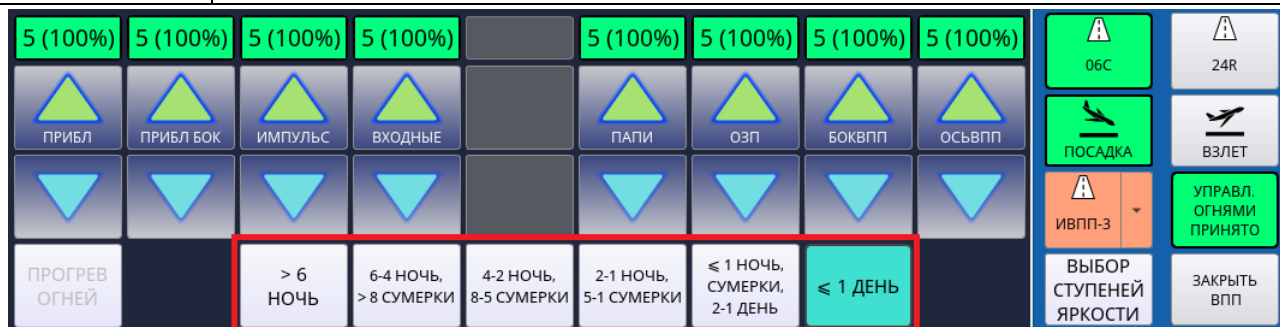 5 (100%) 5 (100%) 5 (100%) 5 (100%) 5 (100%) 5 (100%) 5 (100%) 5 (100%)
ПРИБЛ ПРИБЛ БОК ИМПУЛЬС ВХОДНЫЕ ПАПИ ОЗП БОКВПП ОСЬВПП
ПРОГРЕВ
ОГНЕЙ
> 6
НОЧЬ
6-4 НОЧЬ,
> 8 СУМЕРКИ
4-2 НОЧЬ,
8-5 СУМЕРКИ
2-1 НОЧЬ,
5-1 СУМЕРКИ
⩽ 1 НОЧЬ,
СУМЕРКИ,
2-1 ДЕНЬ
⩽ 1 ДЕНЬ
06C
24R
ПОСАДКА
ВЗЛЕТ
ИВПП-3
УПРАВЛ.
ОГНЯМИ
ПРИНЯТО
ВЫБОР
СТУПЕНЕЙ
ЯРКОСТИ
ЗАКРЫТЬ
ВПП